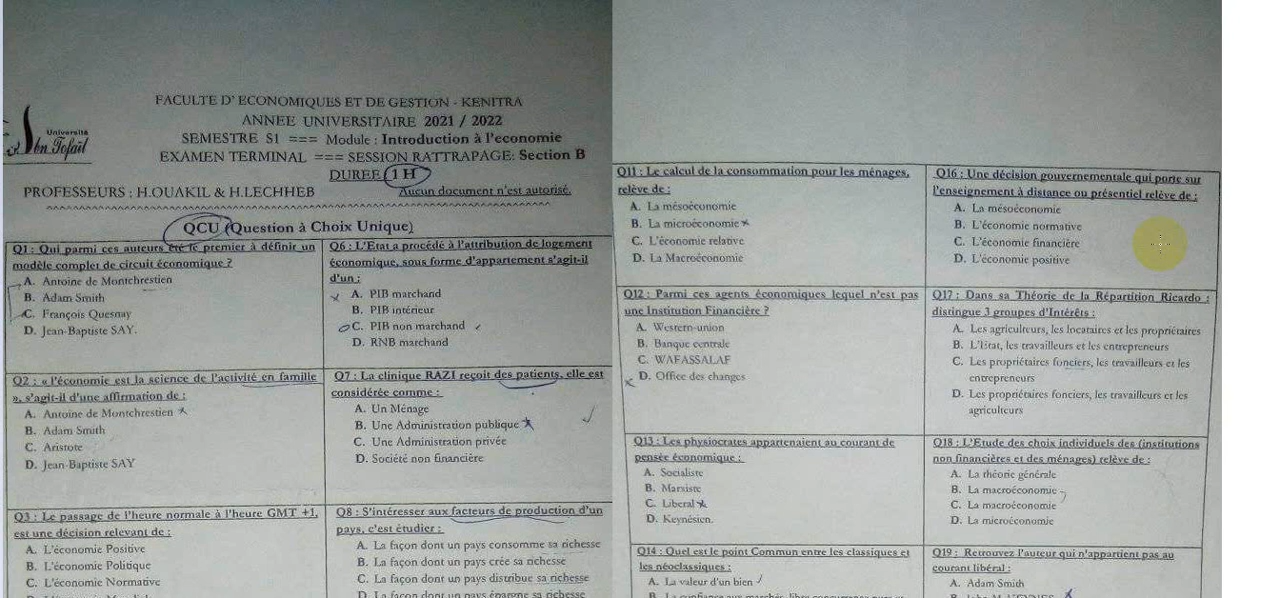 FACULTE D' ECONOMIQUES ET DE GESTION - KENITRA
ANNEE UNIVERSITAIRE 2021 / 2022
SEMESTRE S1 === Module : Introduction à l'economie
EXAMEN TERMINAL === SESSION RATTRAPAGE: Section B
DUREE (1 H
Université
Ibn Tofaïl
PROFESSEURS : H.OUAKIL & H.LECHHEB
Aucun document n'est autorisé.
QCU (Question à Choix Unique)
Q1 : Qui parmi ces auteurs été le premier à définir un
modèle complet de circuit économique ?
A. Antoine de Montchrestien
B. Adam Smith
C. François Quesnay
D. Jean-Baptiste SAY.
Q2 : « l'économie est la science de l'activité en famille
», s'agit-il d'une affirmation de :
A. Antoine de Montchrestien
B. Adam Smith
C. Aristote
D. Jean-Baptiste SAY
Q3 : Le passage de l'heure normale à l'heure GMT +1,
est une décision relevant de :
A. L'économie Positive
B. L'économie Politique
C. L'économie Normative
Q6 : L'Etat a procédé à l'attribution de logement
économique, sous forme d'appartement s'agit-il
d'un :
A. PIB marchand
B. PIB intérieur
C. PIB non marchand
D. RNB marchand
Q7 : La clinique RAZI reçoit des patients, elle est
considérée comme :
A. Un Ménage
B. Une Administration publique
C. Une Administration privée
D. Société non financière
Q8 : S'intéresser aux facteurs de production d'un
pays, c'est étudier :
A. La façon dont un pays consomme sa richesse
B. La façon dont un pays crée sa richesse
C. La façon dont un pays distribue sa richesse
D. La façon dont un pays épargne sa richesse
Q11 : Le calcul de la consommation pour les ménages,
relève de :
A. La mésoéconomie
B. La microéconomie
C. L'économie relative
D. La Macroéconomie
Q12 : Parmi ces agents économiques lequel n'est pas
une Institution Financière ?
A. Western-union
B. Banque centrale
C. WAFASSALAF
D. Office des changes
Q13 : Les physiocrates appartenaient au courant de
pensée économique :
A. Socialiste
B. Marxiste
C. Liberal
D. Keynésien.
Q14 : Quel est le point Commun entre les classiques et
les néoclassiques :
A. La valeur d'un bien
Q16 : Une décision gouvernementale qui porte sur
l'enseignement à distance ou présentiel relève de :
A. La mésoéconomie
B. L'économie normative
C. L'économie financière
D. L'économie positive
Q17 : Dans sa Théorie de la Répartition Ricardo :
distingue 3 groupes d'Intérêts :
A. Les agriculteurs, les locataires et les propriétaires
B. L'Etat, les travailleurs et les entrepreneurs
C. Les propriétaires fonciers, les travailleurs et les
entrepreneurs
D. Les propriétaires fonciers, les travailleurs et les
agriculteurs
Q18 : L'Etude des choix individuels des (institutions
non financières et des ménages) relève de :
A. La théorie générale
B. La macroéconomie
C. La macroéconomie
D. La microéconomie
Q19 : Retrouvez l'auteur qui n'appartient pas au
courant libéral :
A. Adam Smith